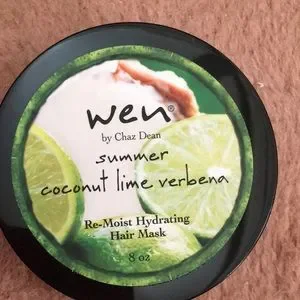 wen®
by Chaz Dean
summer
coconut lime verbena
Re-Moist Hydrating
Hair Mask
8 oz